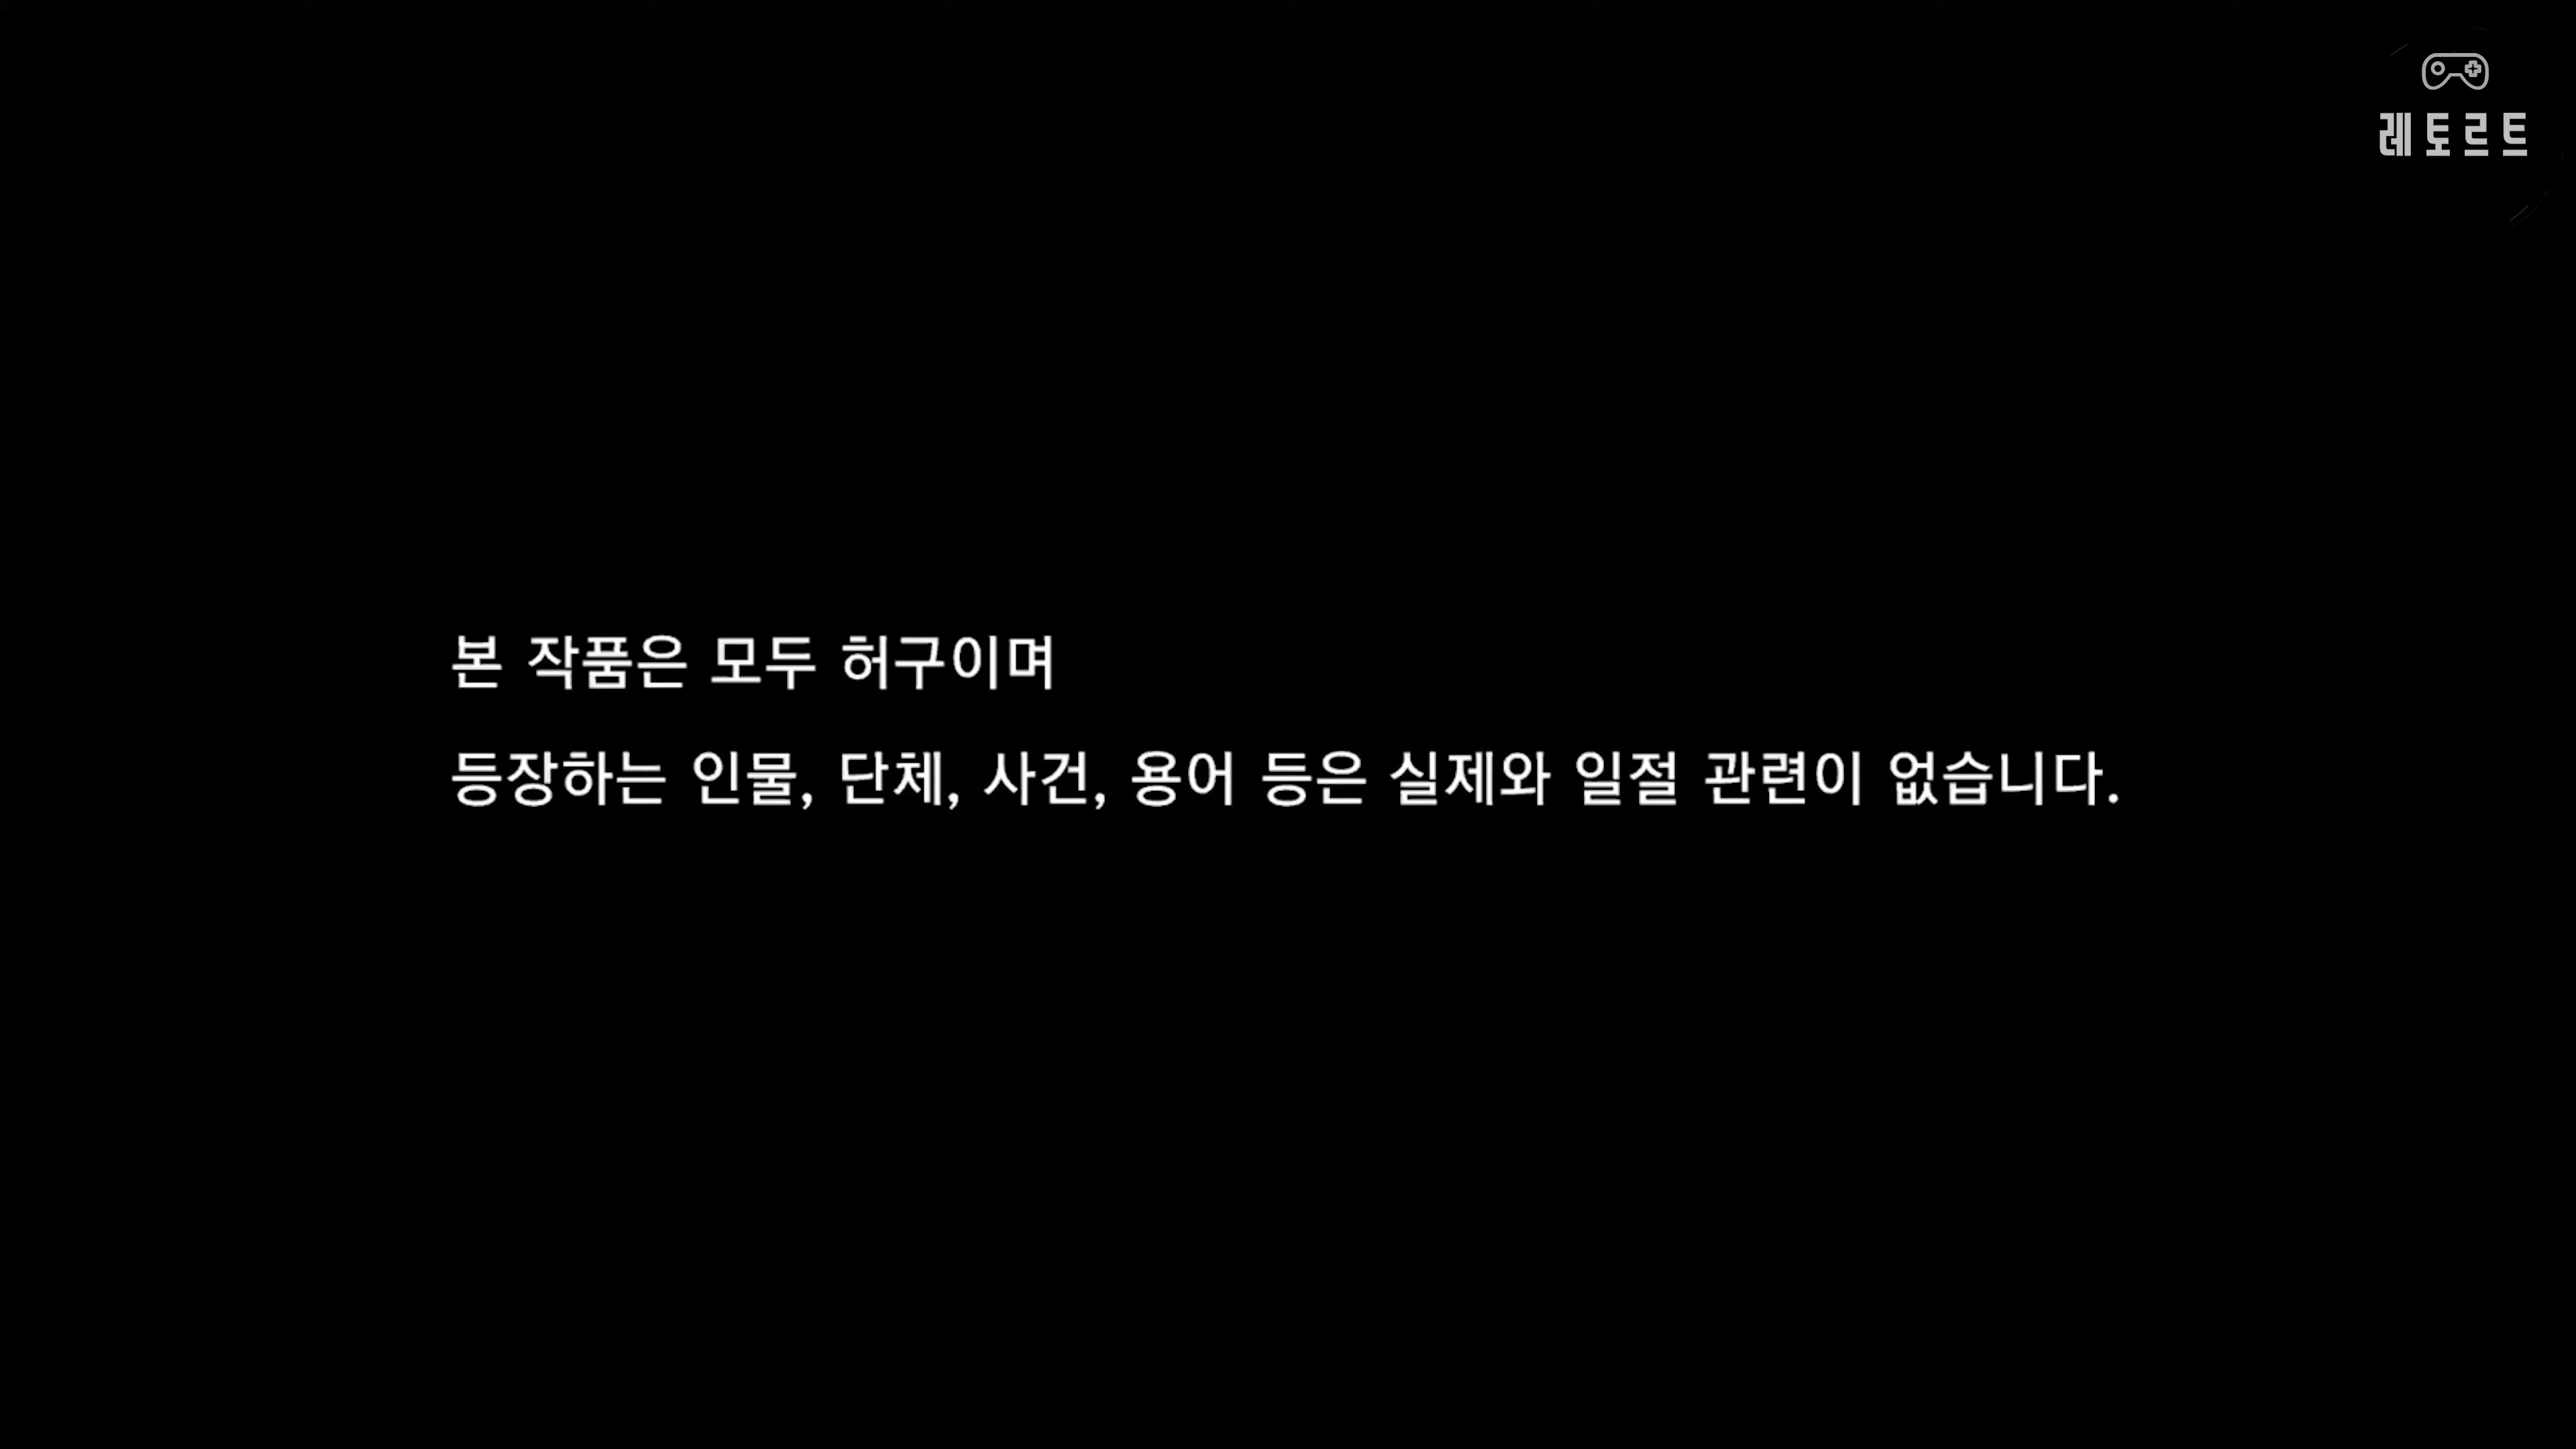 레토르트
본 작품은 모두 허구이며
등장하는 인물, 단체, 사건, 용어 등은 실제와 일절 관련이 없습니다.